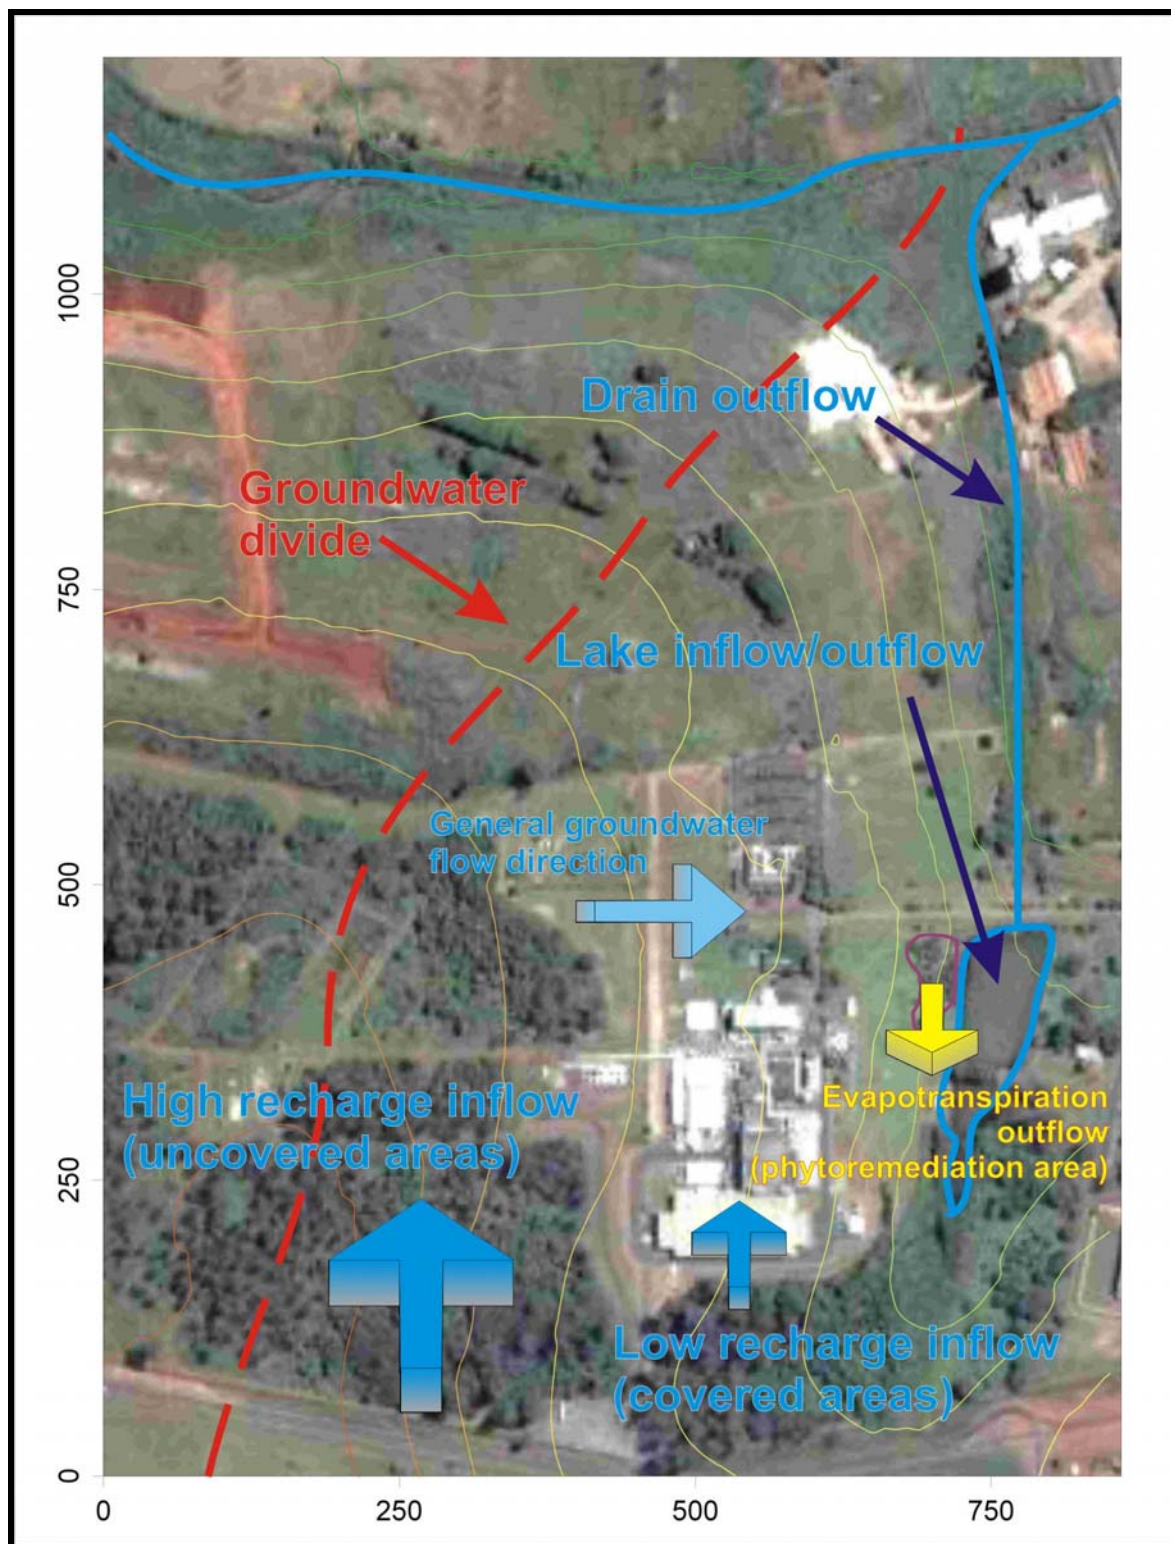 1000
Drain outflow
Groundwater
divide
750
Lake inflow/outflow
General groundwater
flow direction
500
High recharge inflow
(uncovered areas)
Evapotranspiration
outflow
(phytoremediation area)
250
Low recharge inflow
(covered areas)
0
0 250 500 750